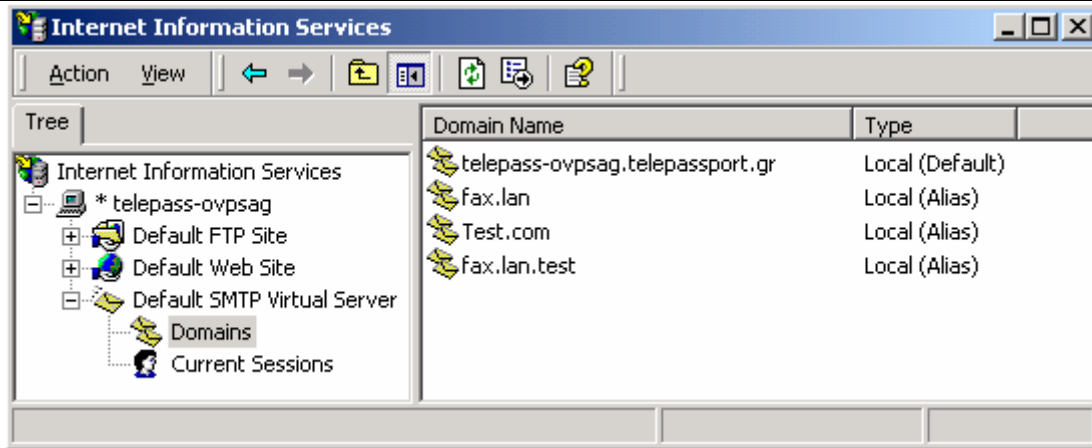 Internet Information Services
Action View
Tree
Domain Name Type
Internet Information Services
* telepass-ovpsag
Default FTP Site
Default Web Site
Default SMTP Virtual Server
Domains
Current Sessions
telepass-ovpsag.telepassport.gr Local (Default)
fax.lan Local (Alias)
Test.com Local (Alias)
fax.lan.test Local (Alias)